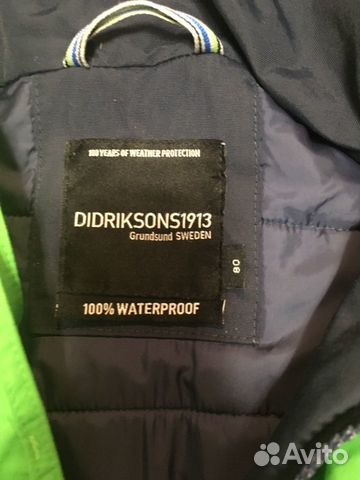 100 YEARS OF WEATHER PROTECTION
DIDRIKSONS1913
Grundsund SWEDEN
80
100% WATERPROOF
Avito